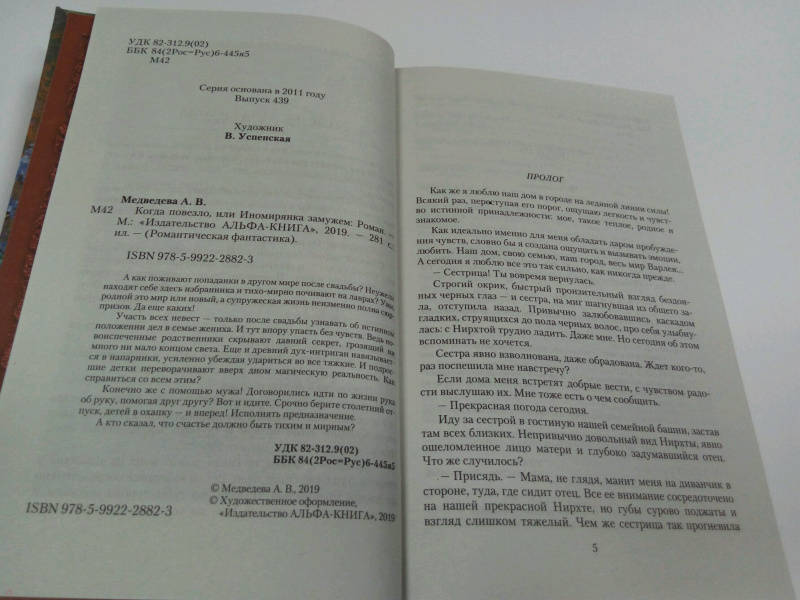 УДК 82-312.9(02)
ББК 84(2Рос=Рус)6-445я5
М42
Серия основана в 2011 году
Выпуск 439
Художник
В. Успенская
Медведева А. В.
М42 Когда повезло, или Иномирянка замужем: Роман. —
М.: «Издательство АЛЬФА-КНИГА», 2019. — 281 с.:
ил. — (Романтическая фантастика).
ISBN 978-5-9922-2882-3
А как поживают попаданки в другом мире после свадьбы? Неужели
находят себе здесь избранника и тихо-мирно почивают на лаврах? Увы,
родной это мир или новый, а супружеская жизнь неизменно полна сюр-
призов. Да еще каких!
Участь всех невест — только после свадьбы узнавать об истинном
положении дел в семье жениха. И тут впору упасть без чувств. Ведь но-
воиспеченные родственники скрывают давний секрет, грозящий ни
много ни мало концом света. Еще и древний дух-интриган навязывает-
ся в напарники, усиленно убеждая удариться во все тяжкие. И подрос-
шие детки переворачивают вверх дном магическую реальность. Как
справиться со всем этим?
Конечно же с помощью мужа! Договорились идти по жизни рука
об руку, помогая друг другу? Вот и идите. Срочно берите столетний от-
пуск, детей в охапку — и вперед! Исполнять предназначение.
А кто сказал, что счастье должно быть тихим и мирным?
УДК 82-312.9(02)
ББК 84(2Рос=Рус)6-445я5
© Медведева А. В., 2019
© Художественное оформление,
«Издательство АЛЬФА-КНИГА», 2019
ISBN 978-5-9922-2882-3
ПРОЛОГ
Как же я люблю наш дом в городе на ледяной линии силы!
Всякий раз, переступая его порог, ощущаю легкость и чувст-
во истинной принадлежности: мое, такое теплое, родное и
знакомое.
Как идеально именно для меня обладать даром пробужде-
ния чувств, словно бы я создана ощущать и вызывать эмоции,
любить. Наш дом, свою семью, наш город, весь мир Варлея...
А сегодня я люблю все это так сильно, как никогда прежде.
— Сестрица! Ты вовремя вернулась.
Строгий окрик, быстрый пронзительный взгляд бездон-
ных черных глаз — и сестра, на миг шагнувшая из общего за-
ла, отступила назад. Привычно залюбовавшись каскадом
гладких, струящихся до пола черных волос, про себя улыбну-
лась: с Нирхтой трудно ладить. Даже мне. Но сегодня об этом
вспоминать не хочется.
Сестра явно взволнована, даже обрадована. Ждет кого-то,
раз поспешила мне навстречу?
Если дома меня встретят добрые вести, с чувством радо-
сти выслушаю их. Мне тоже есть о чем сообщить.
— Прекрасная погода сегодня.
Иду за сестрой в гостиную нашей семейной башни, застав
там всех близких. Непривычно довольный вид Нирхты, явно
ошеломленное лицо матери и глубоко задумавшийся отец.
Что же случилось?
— Присядь. — Мама, не глядя, манит меня на диванчик в
стороне, туда, где сидит отец. Все ее внимание сосредоточено
на нашей прекрасной Нирхте, но губы сурово поджаты и
взгляд слишком тяжелый. Чем же сестрица так прогневила
5